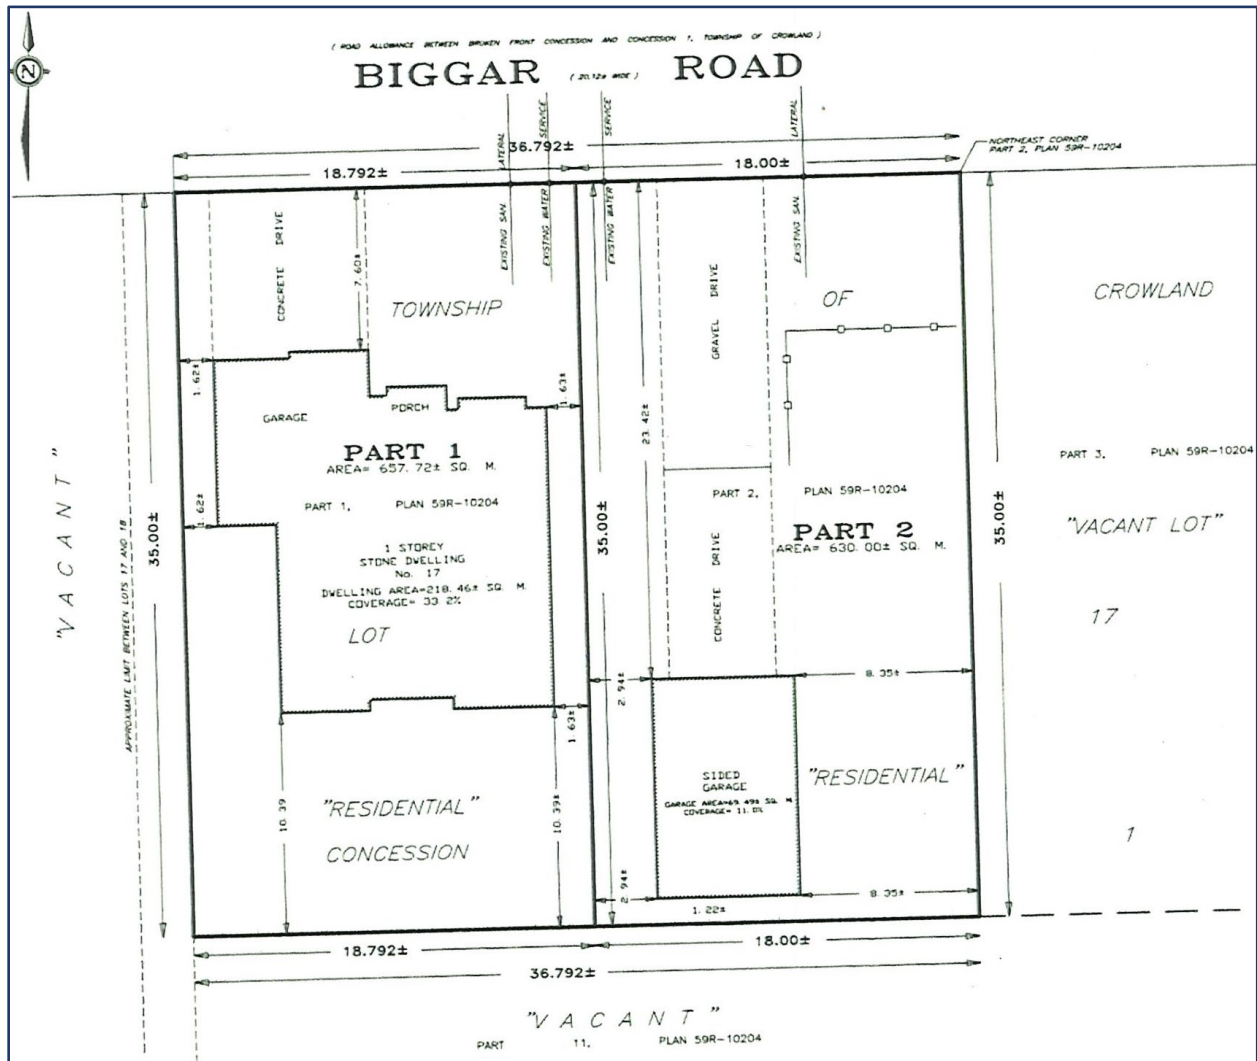 N
( ROAD ALLOWANCE BETWEEN BROKEN FRONT CONCESSION AND CONCESSION 1, TOWNSHIP OF CROWLAND )
BIGGAR ( 20.12± WIDE ) ROAD
NORTHEAST CORNER
PART 2, PLAN 59R-10204
36.792±
18.792±
18.00±
EXISTING SAN. LATERAL
EXISTING WATER SERVICE
EXISTING WATER SERVICE
EXISTING SAN. LATERAL
CONCRETE DRIVE
7.60±
TOWNSHIP
GRAVEL DRIVE
OF
CROWLAND
1.62±
1.63±
GARAGE
PORCH
23.42±
PART 1
AREA= 657.72± SQ. M.
PART 1, PLAN 59R-10204
1.62±
1 STOREY
STONE DWELLING
No. 17
DWELLING AREA=218.46± SQ. M.
COVERAGE= 33.2%
LOT
"VACANT"
APPROXIMATE LIMIT BETWEEN LOTS 17 AND 18
35.00±
35.00±
35.00±
PART 2, PLAN 59R-10204
PART 2
AREA= 630.00± SQ. M.
CONCRETE DRIVE
PART 3, PLAN 59R-10204
"VACANT LOT"
17
1
2.94±
8.35±
1.63±
10.39
10.39±
"RESIDENTIAL"
CONCESSION
SIDED
GARAGE
GARAGE AREA=69.49± SQ. M.
COVERAGE= 11.0%
"RESIDENTIAL"
2.94±
8.35±
1.22±
18.792±
18.00±
36.792±
"VACANT"
PART 11, PLAN 59R-10204